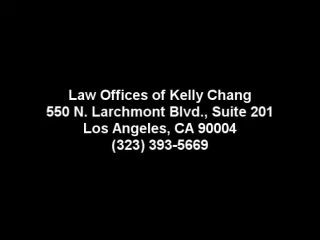 Law Offices of Kelly Chang
550 N. Larchmont Blvd., Suite 201
Los Angeles, CA 90004
(323) 393-5669